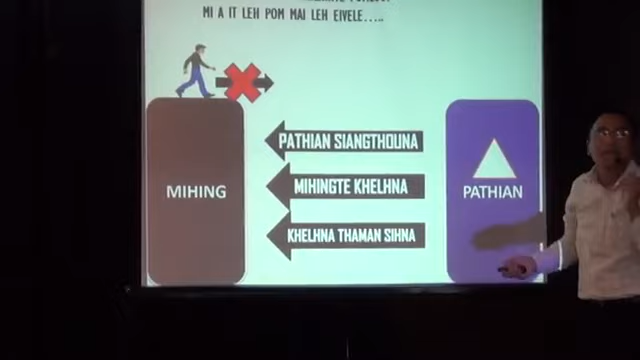 MI A IT LEH POM MAI LEH EIVELE.....
PATHIAN SIANGTHOUNA
MIHING
MIHINGTE KHELHNA
PATHIAN
KHELHNA THAMAN SIHNA